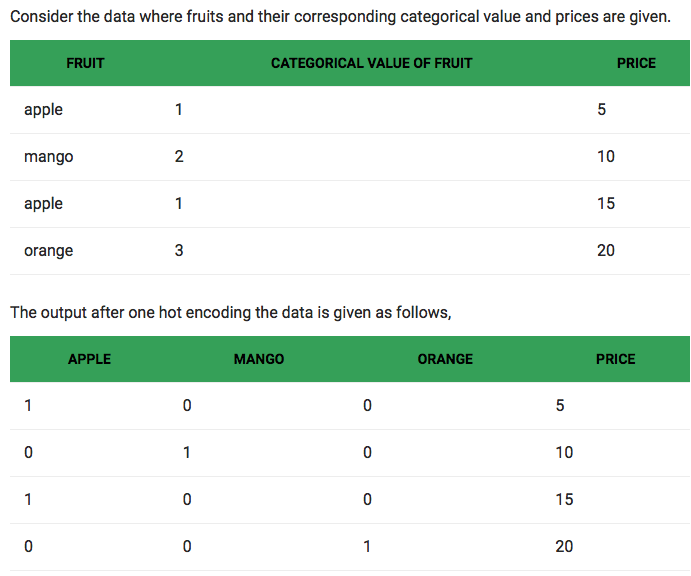 Consider the data where fruits and their corresponding categorical value and prices are given.
FRUIT CATEGORICAL VALUE OF FRUIT PRICE
apple 1 5
mango 2 10
apple 1 15
orange 3 20
The output after one hot encoding the data is given as follows,
APPLE MANGO ORANGE PRICE
1 0 0 5
0 1 0 10
1 0 0 15
0 0 1 20